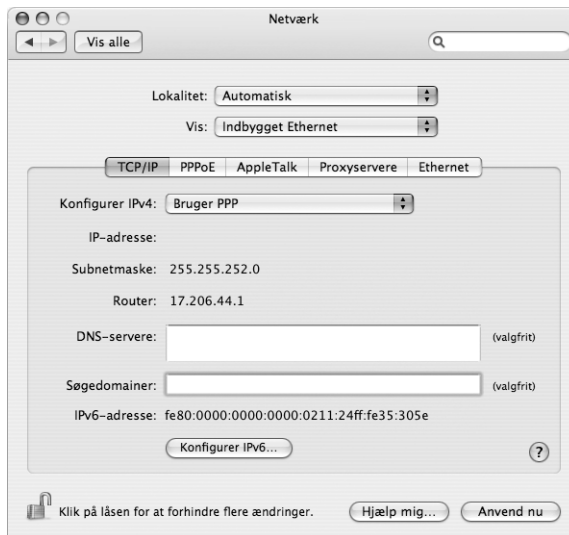 Netværk
Vis alle
Lokalitet: Automatisk
Vis: Indbygget Ethernet
TCP/IP PPPoE AppleTalk Proxyservere Ethernet
Konfigurer IPv4: Bruger PPP
IP-adresse:
Subnetmaske: 255.255.252.0
Router: 17.206.44.1
DNS-servere: (valgfrit)
Søgedomainer: (valgfrit)
IPv6-adresse: fe80:0000:0000:0000:0211:24ff:fe35:305e
Konfigurer IPv6...
?
Klik på låsen for at forhindre flere ændringer. Hjælp mig... Anvend nu